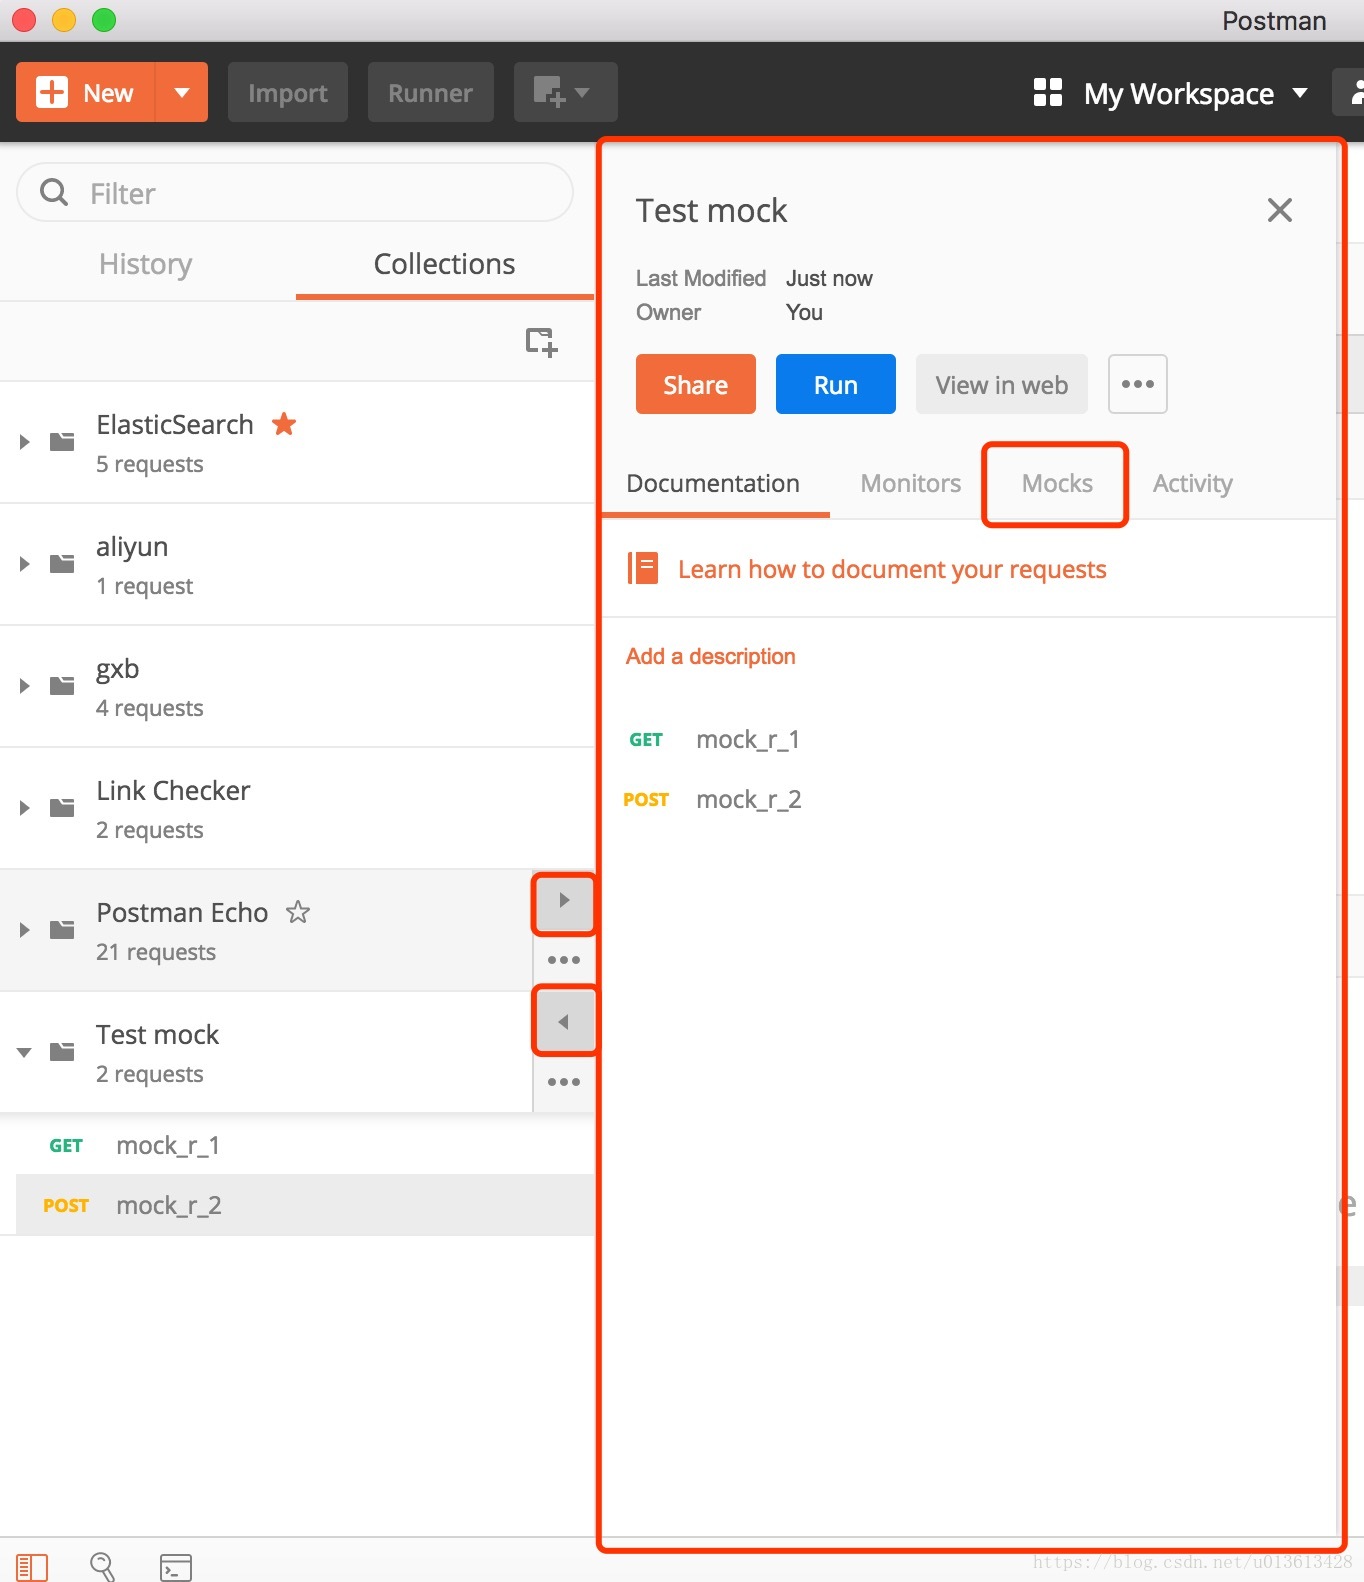 Postman
New
Import
Runner
My Workspace
Filter
History
Collections
ElasticSearch
5 requests
aliyun
1 request
gxb
4 requests
Link Checker
2 requests
Postman Echo
21 requests
Test mock
2 requests
GET mock_r_1
POST mock_r_2
Test mock
Last Modified Just now
Owner You
Share
Run
View in web
Documentation
Monitors
Mocks
Activity
Learn how to document your requests
Add a description
GET mock_r_1
POST mock_r_2
e
https://blog.csdn.net/u013613428